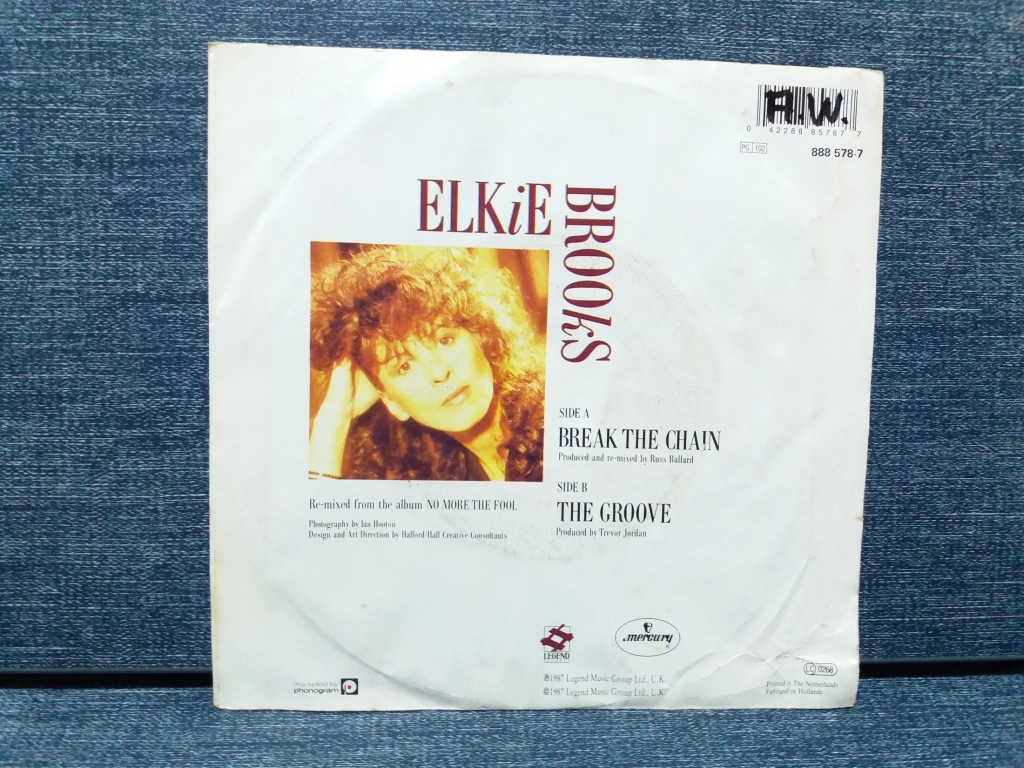 A.W.
0 42288 85787 7
PG 102
888 578-7
ELKiE
BROOkS
SIDE A
BREAK THE CHA!N
Produced and re-mixed by Russ Ballard
SIDE B
THE GROOVE
Produced by Trevor Jordan
Re-mixed from the album NO MORE THE FOOL
Photography by Ian Hooton
Design and Art Direction by Halford/Hall Creative Consultants
LEGEND
mercury
marketed by
phonogram
℗1987 Legend Music Group Ltd., U.K.
©1987 Legend Music Group Ltd., U.K.
LC 0268
Printed in The Netherlands
Fabriqué en Hollande